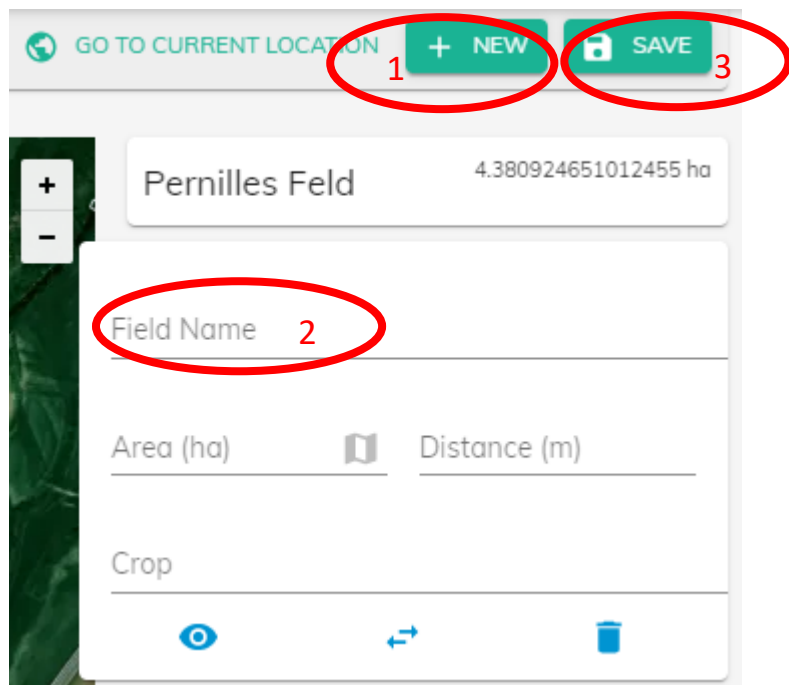 GO TO CURRENT LOCATION 1 + NEW SAVE 3
+
−
Pernilles Feld 4.380924651012455 ha
Field Name 2
Area (ha) Distance (m)
Crop